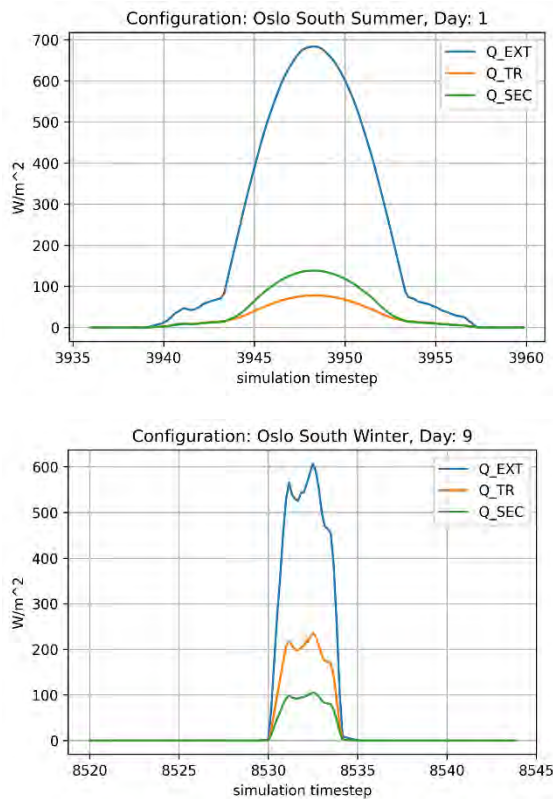 Configuration: Oslo South Summer, Day: 1
700
600
500
400
300
200
100
0
W/m^2
Q_EXT
Q_TR
Q_SEC
3935 3940 3945 3950 3955 3960
simulation timestep
Configuration: Oslo South Winter, Day: 9
600
500
400
300
200
100
0
W/m^2
Q_EXT
Q_TR
Q_SEC
8520 8525 8530 8535 8540 8545
simulation timestep